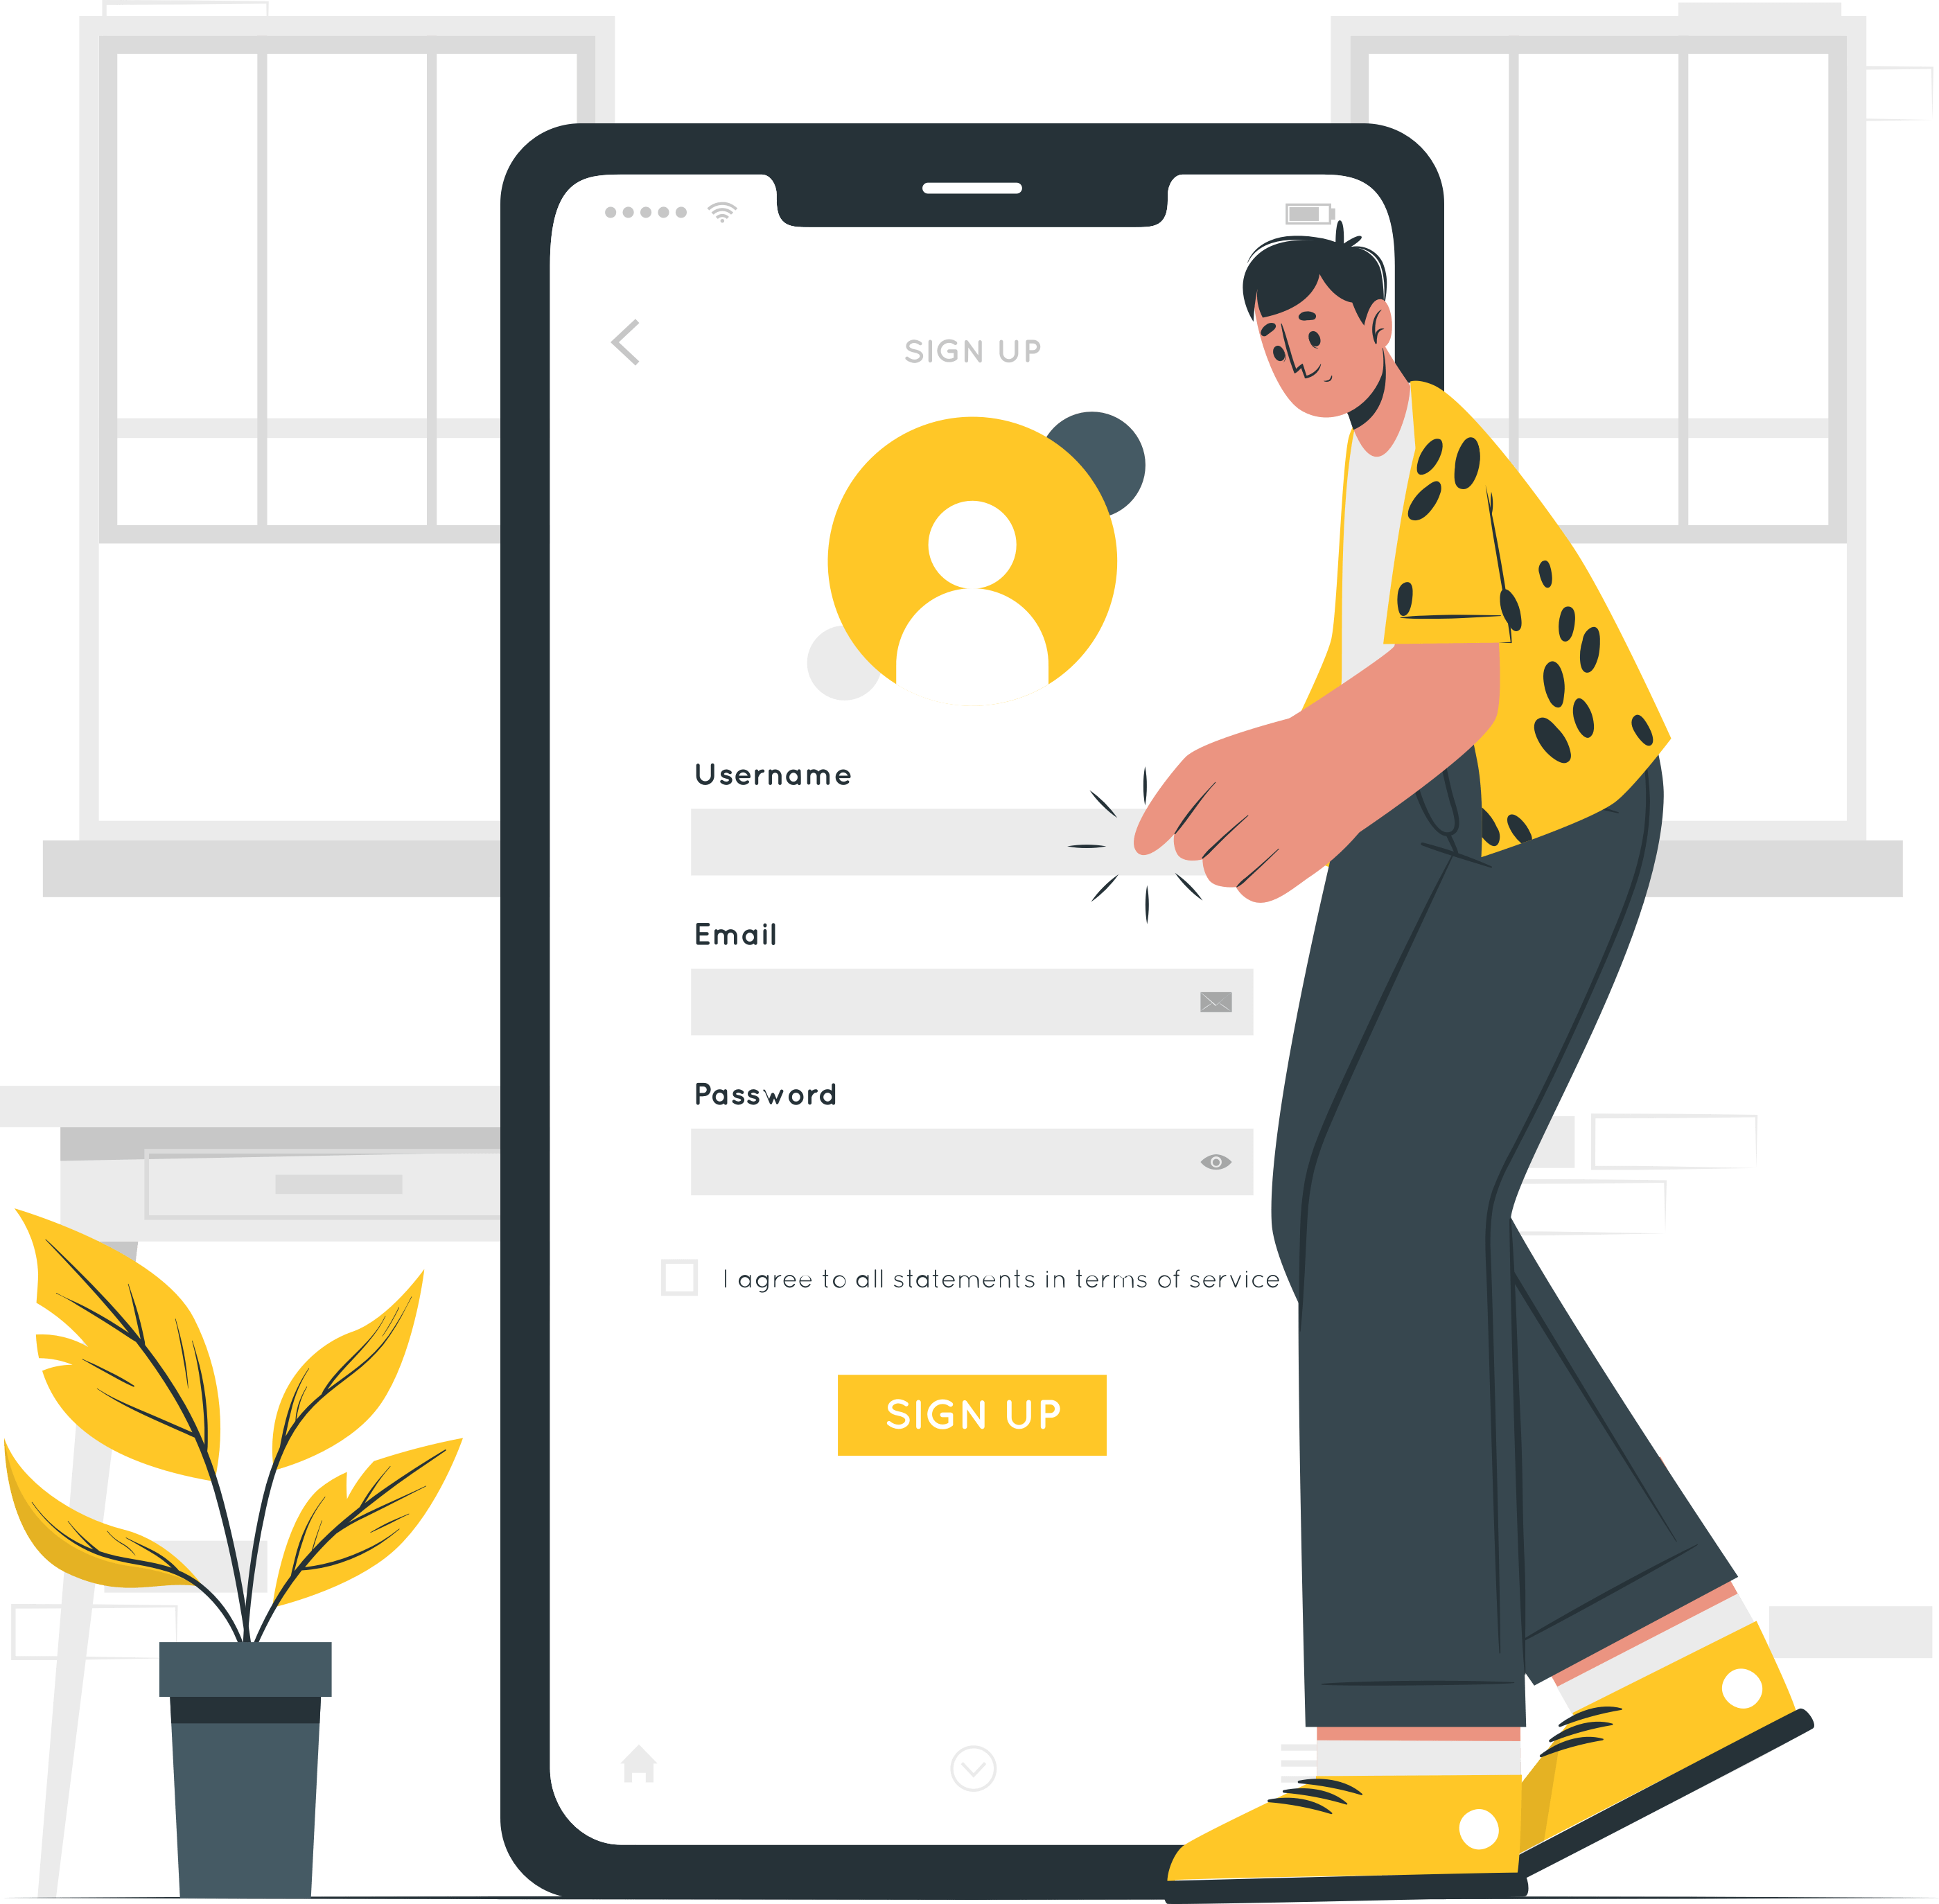 SIGN UP
Username
Email
Password
I agree to all statements in terms of service
SIGN UP